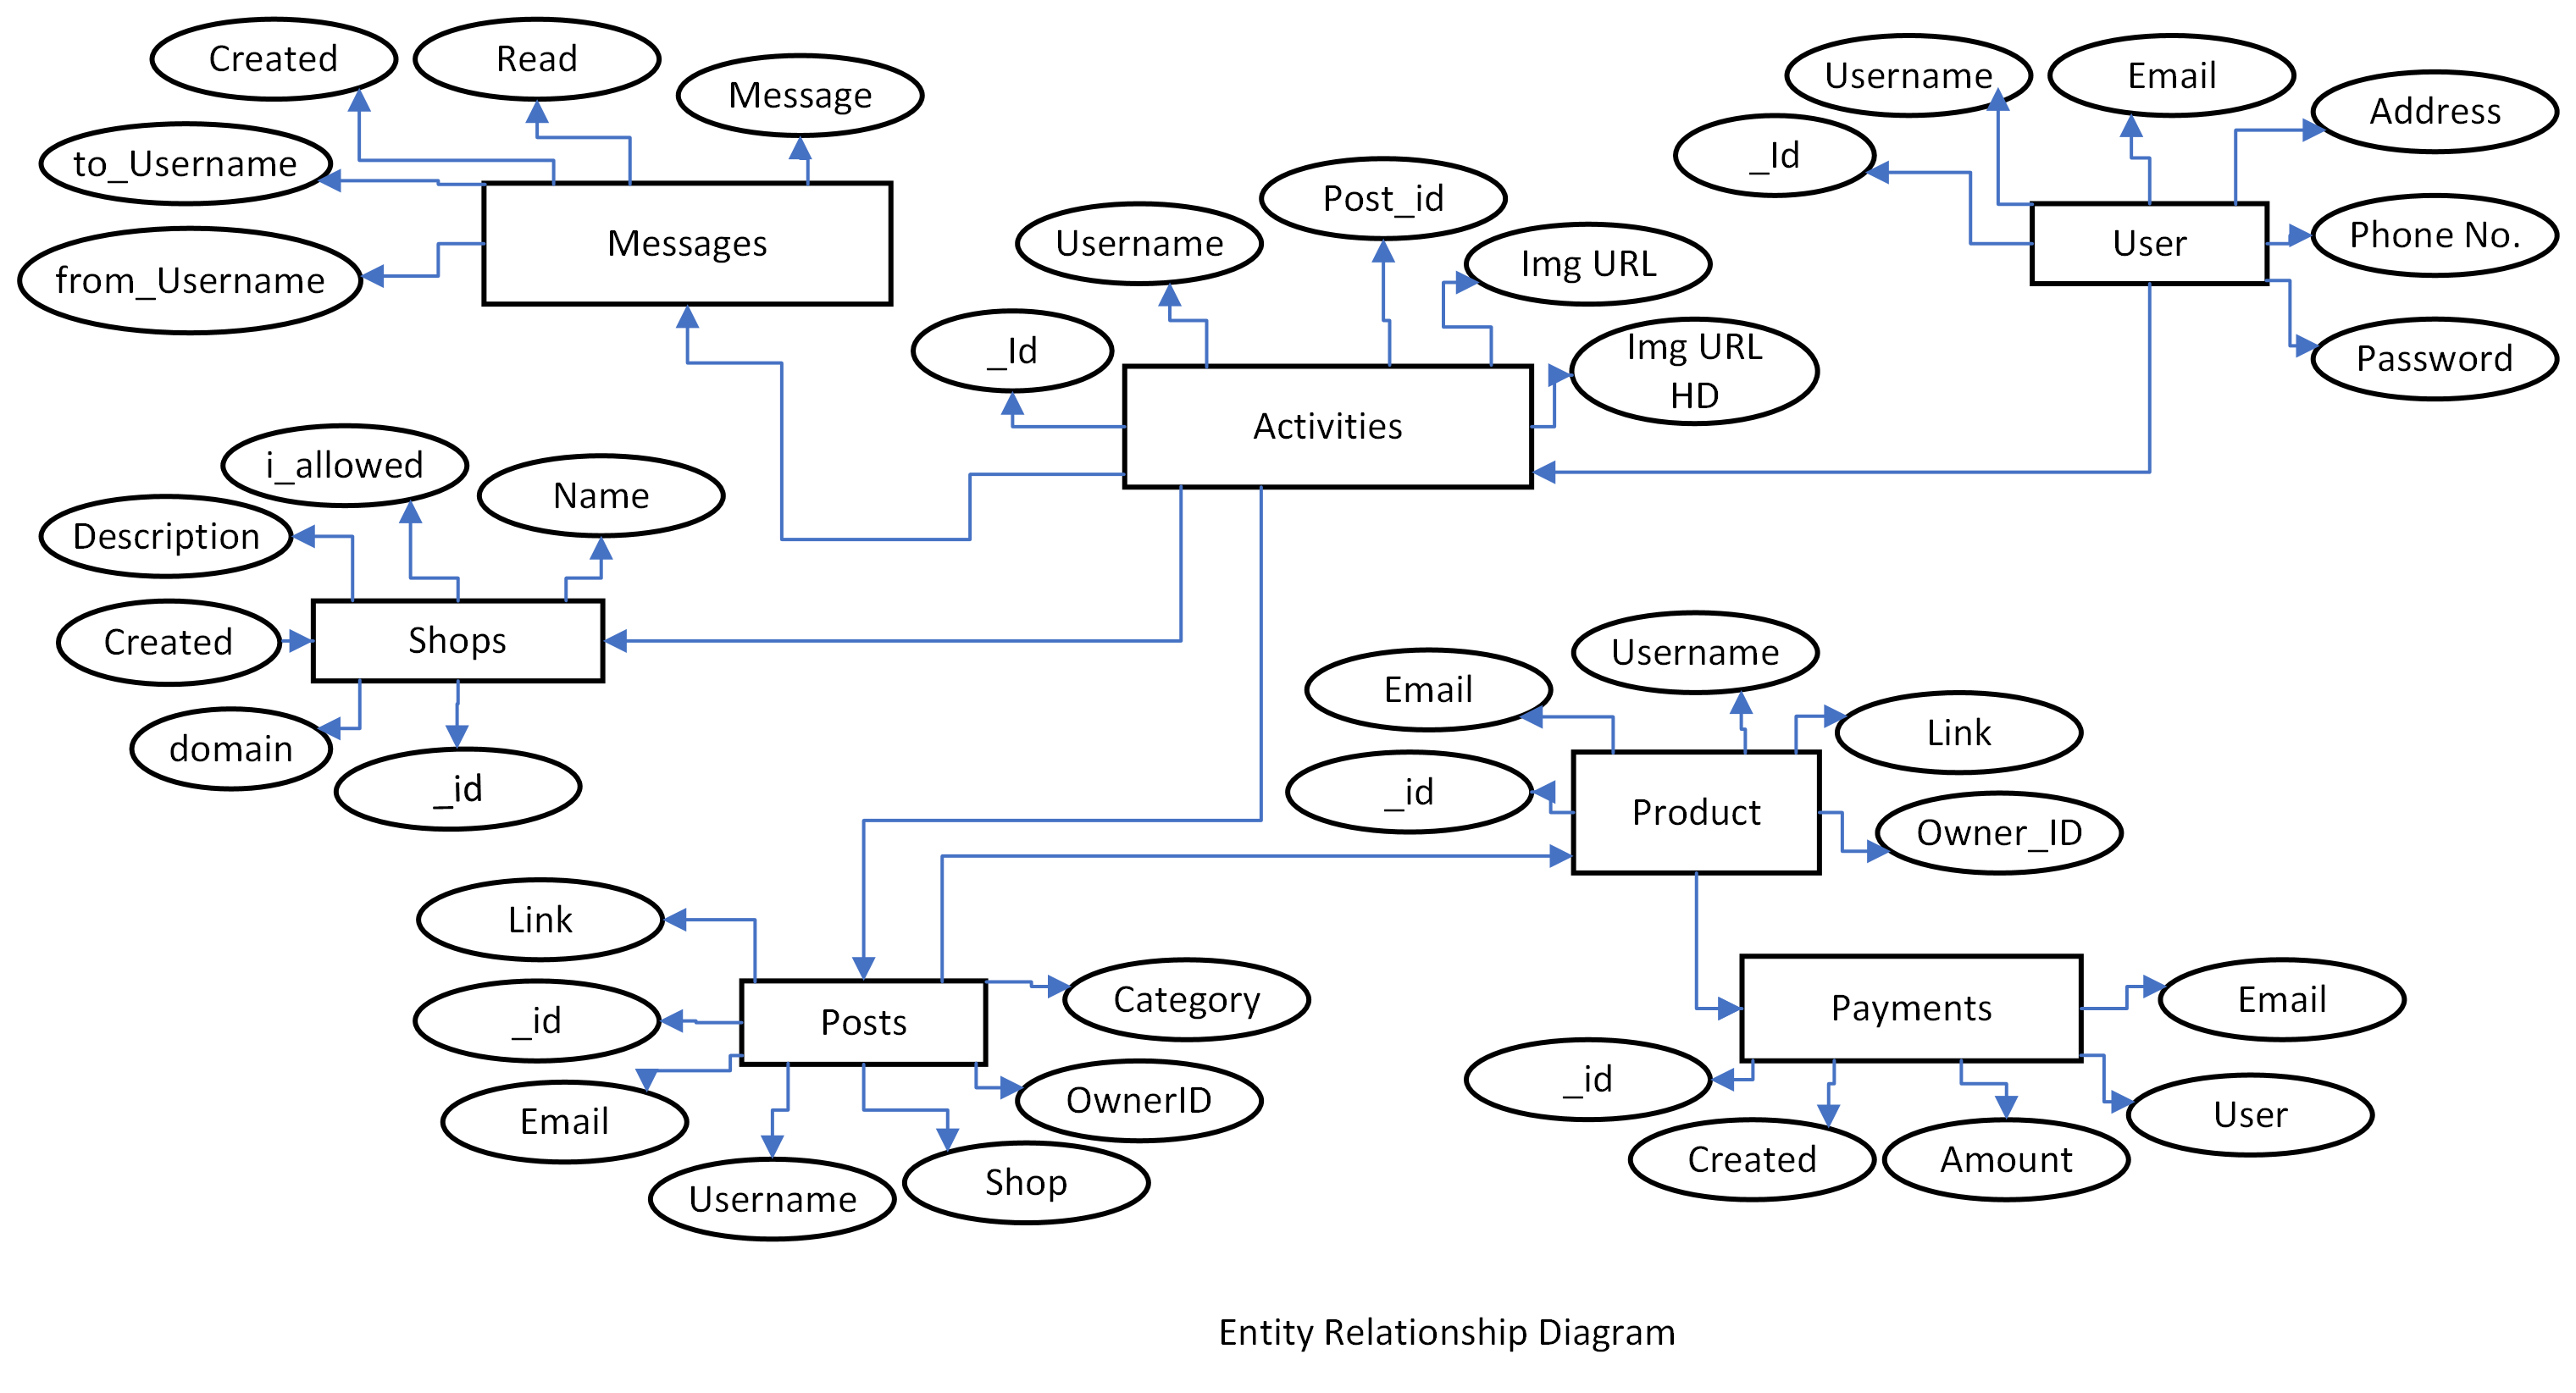 Created
Read
Message
to_Username
from_Username
Messages
Username
Email
Address
_Id
User
Phone No.
Password
Username
Post_id
Img URL
_Id
Img URL
HD
Activities
i_allowed
Name
Description
Created
Shops
domain
_id
Email
Username
Link
_id
Product
Owner_ID
Link
_id
Posts
Category
Email
OwnerID
Username
Shop
Payments
Email
_id
User
Created
Amount
Entity Relationship Diagram